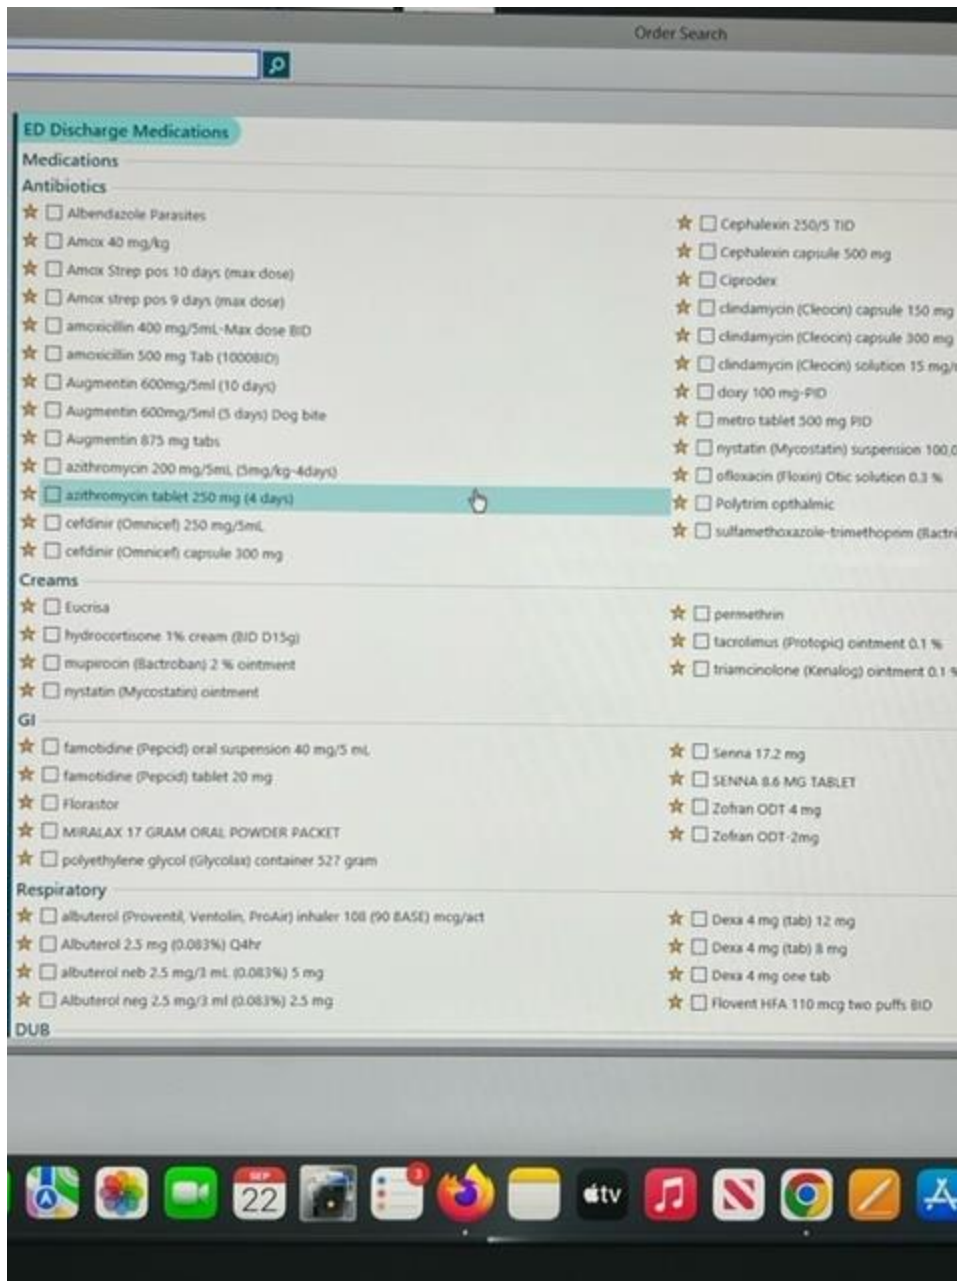 Order Search
ED Discharge Medications
Medications
Antibiotics
Albendazole Parasites
Amox 40 mg/kg
Amox Strep pos 10 days (max dose)
Amox strep pos 9 days (max dose)
amoxicillin 400 mg/5mL-Max dose BID
amoxicillin 500 mg Tab (1000BID)
Augmentin 600mg/5ml (10 days)
Augmentin 600mg/5ml (5 days) Dog bite
Augmentin 875 mg tabs
azithromycin 200 mg/5mL (5mg/kg-4days)
azithromycin tablet 250 mg (4 days)
cefdinir (Omnicef) 250 mg/5mL
cefdinir (Omnicef) capsule 300 mg
Cephalexin 250/5 TID
Cephalexin capsule 500 mg
Ciprodex
clindamycin (Cleocin) capsule 150 mg
clindamycin (Cleocin) capsule 300 mg
clindamycin (Cleocin) solution 15 mg/
doxy 100 mg-PID
metro tablet 500 mg PID
nystatin (Mycostatin) suspension 100,0
ofloxacin (Floxin) Otic solution 0.3 %
Polytrim opthalmic
sulfamethoxazole-trimethoprim (Bactri
Creams
Eucrisa
hydrocortisone 1% cream (BID D15g)
mupirocin (Bactroban) 2 % ointment
nystatin (Mycostatin) ointment
permethrin
tacrolimus (Protopic) ointment 0.1 %
triamcinolone (Kenalog) ointment 0.1 %
GI
famotidine (Pepcid) oral suspension 40 mg/5 mL
famotidine (Pepcid) tablet 20 mg
Florastor
MIRALAX 17 GRAM ORAL POWDER PACKET
polyethylene glycol (Glycolax) container 527 gram
Senna 17.2 mg
SENNA 8.6 MG TABLET
Zofran ODT 4 mg
Zofran ODT-2mg
Respiratory
albuterol (Proventil, Ventolin, ProAir) inhaler 108 (90 BASE) mcg/act
Albuterol 2.5 mg (0.083%) Q4hr
albuterol neb 2.5 mg/3 mL (0.083%) 5 mg
Albuterol neg 2.5 mg/3 ml (0.083%) 2.5 mg
Dexa 4 mg (tab) 12 mg
Dexa 4 mg (tab) 8 mg
Dexa 4 mg one tab
Flovent HFA 110 mcg two puffs BID
DUB
SEP
22
3
tv